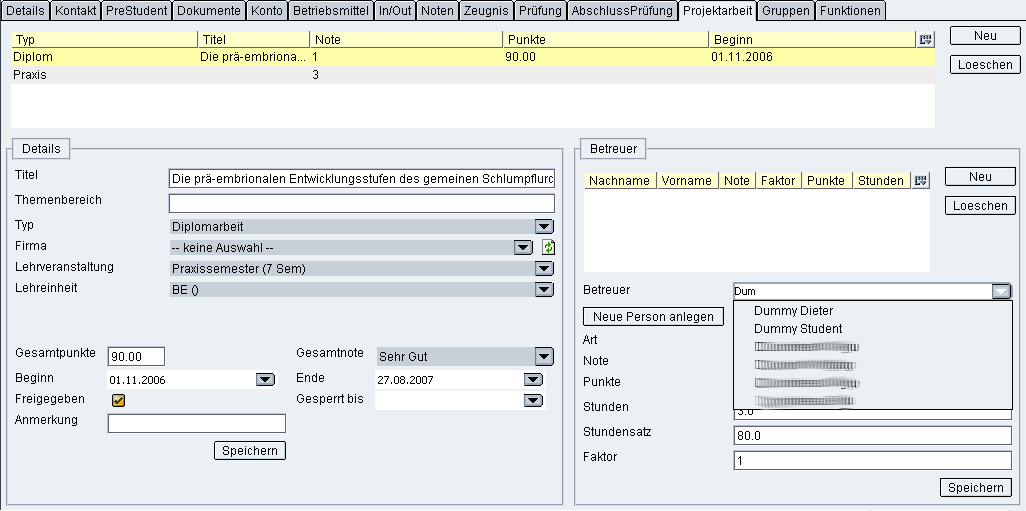 Details Kontakt PreStudent Dokumente Konto Betriebsmittel In/Out Noten Zeugnis Prüfung AbschlussPrüfung Projektarbeit Gruppen Funktionen
Typ Titel Note Punkte Beginn
Diplom Die prä-embriona... 1 90.00 01.11.2006
Praxis 3
Neu
Loeschen
Details
Titel Die prä-embrionalen Entwicklungsstufen des gemeinen Schlumpflurc
Themenbereich
Typ Diplomarbeit
Firma -- keine Auswahl --
Lehrveranstaltung Praxissemester (7 Sem)
Lehreinheit BE ()
Gesamtpunkte 90.00 Gesamtnote Sehr Gut
Beginn 01.11.2006 Ende 27.08.2007
Freigegeben Gesperrt bis
Anmerkung
Speichern
Betreuer
Nachname Vorname Note Faktor Punkte Stunden
Neu
Loeschen
Betreuer Dum
Dummy Dieter
Dummy Student
Neue Person anlegen
Art
Note
Punkte
Stunden 3.0
Stundensatz 80.0
Faktor 1
Speichern